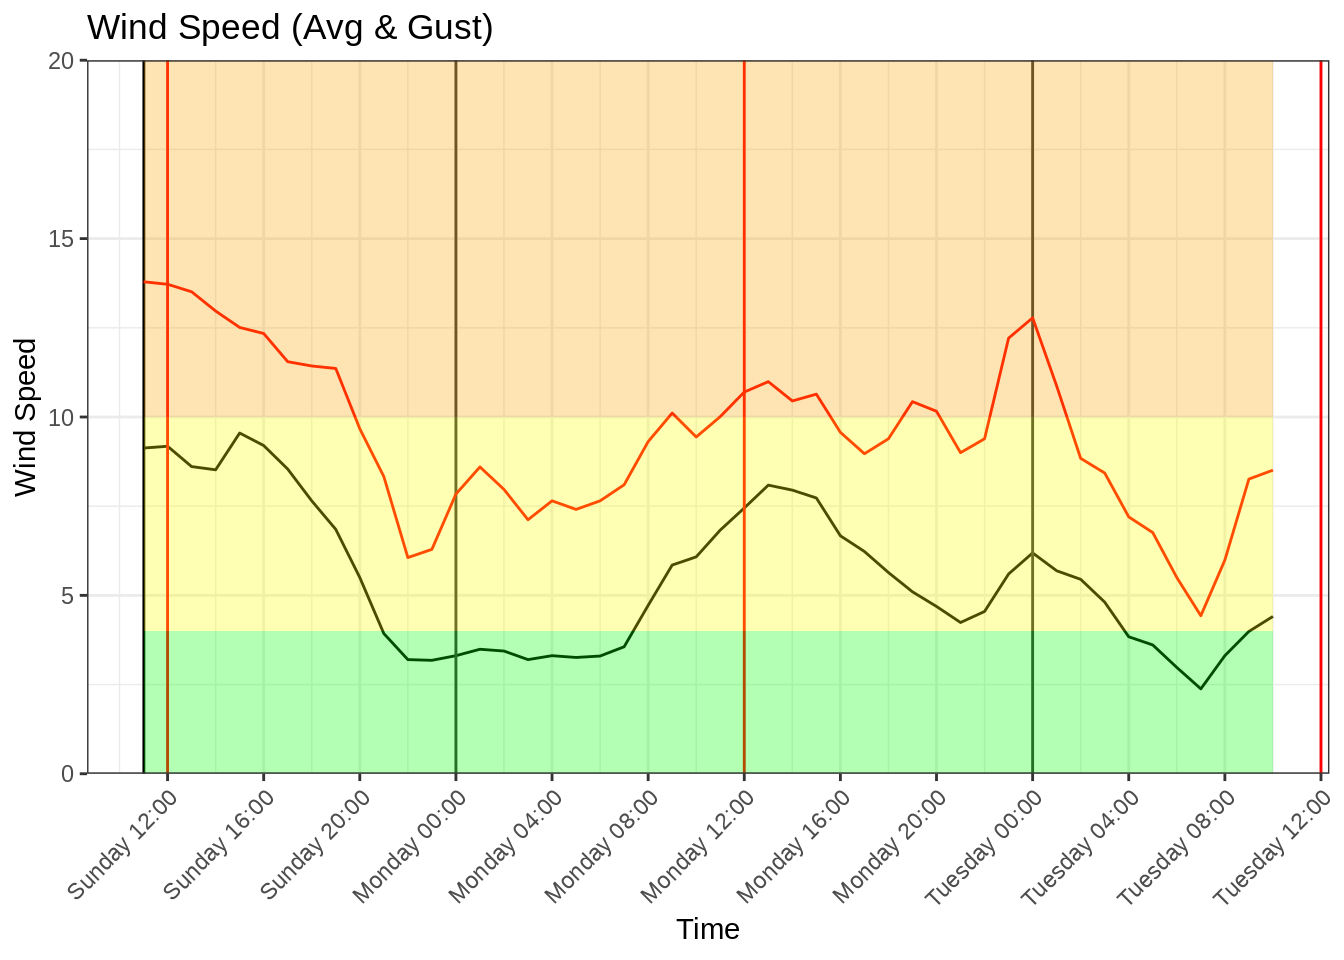 Wind Speed (Avg & Gust)
20
15
10
5
0
Wind Speed
Sunday 12:00
Sunday 16:00
Sunday 20:00
Monday 00:00
Monday 04:00
Monday 08:00
Monday 12:00
Monday 16:00
Monday 20:00
Tuesday 00:00
Tuesday 04:00
Tuesday 08:00
Tuesday 12:00
Time